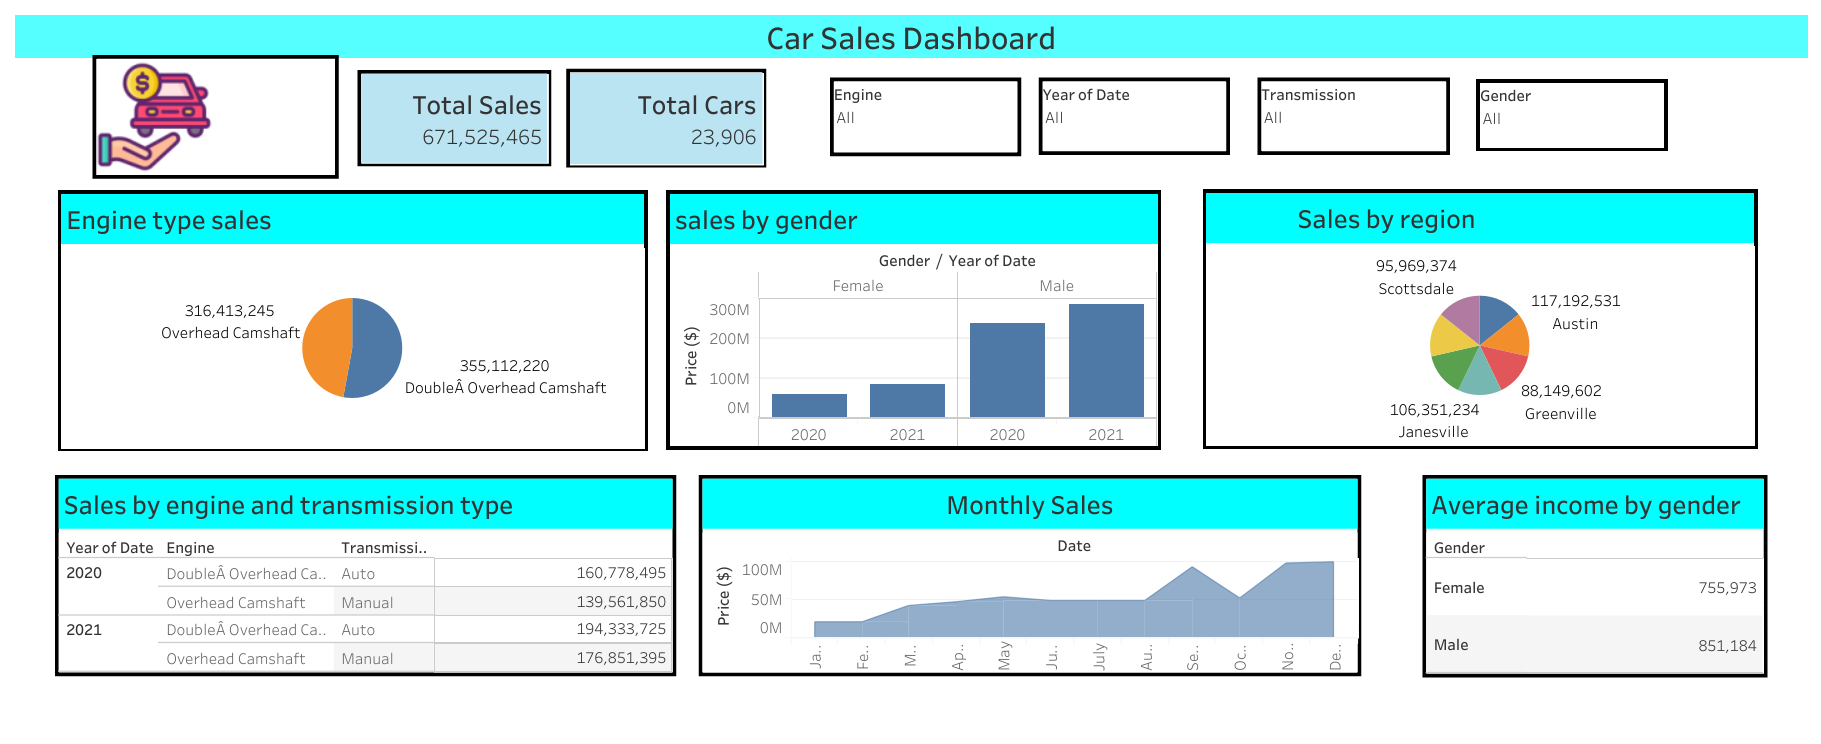 Car Sales Dashboard
$
Total Sales
671,525,465
Total Cars
23,906
Engine
All
Year of Date
All
Transmission
All
Gender
All
Engine type sales
316,413,245
Overhead Camshaft
355,112,220
DoubleÂ Overhead Camshaft
sales by gender
Gender / Year of Date
Female Male
Price ($)
300M
200M
100M
0M
2020 2021 2020 2021
Sales by region
95,969,374
Scottsdale
117,192,531
Austin
88,149,602
Greenville
106,351,234
Janesville
Sales by engine and transmission type
Year of Date Engine Transmissi..
2020 DoubleÂ Overhead Ca.. Auto 160,778,495
Overhead Camshaft Manual 139,561,850
2021 DoubleÂ Overhead Ca.. Auto 194,333,725
Overhead Camshaft Manual 176,851,395
Monthly Sales
Date
Price ($)
100M
50M
0M
Ja.. Fe.. M.. Ap.. May Ju.. July Au.. Se.. Oc.. No.. De..
Average income by gender
Gender
Female 755,973
Male 851,184